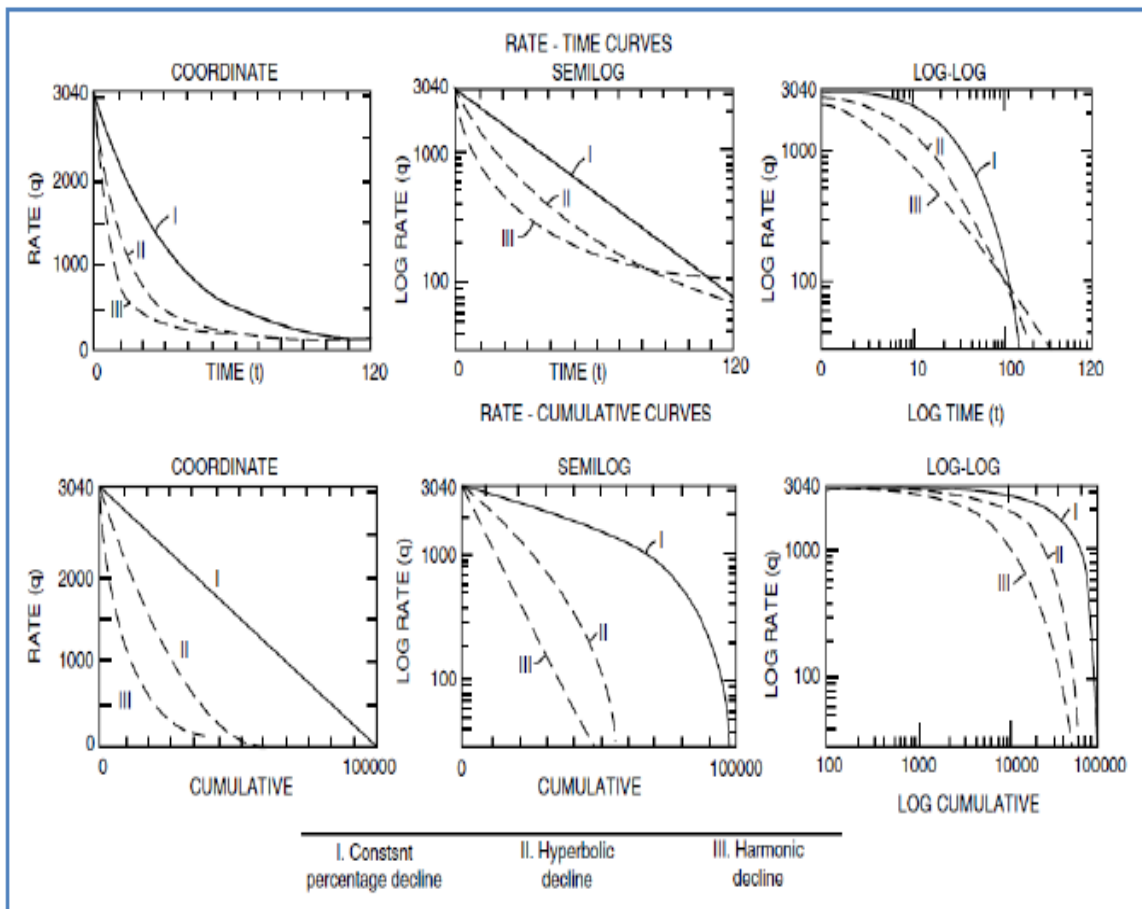 RATE - TIME CURVES
COORDINATE
SEMILOG
LOG-LOG
3040
2000
1000
0
RATE (q)
I
II
III
0
TIME (t)
120
3040
1000
100
LOG RATE (q)
I
II
III
0
TIME (t)
120
3040
1000
100
LOG RATE (q)
I
II
III
0
10
100
120
LOG TIME (t)
RATE - CUMULATIVE CURVES
COORDINATE
SEMILOG
LOG-LOG
3040
2000
1000
0
RATE (q)
I
II
III
0
100000
CUMULATIVE
3040
1000
100
LOG RATE (q)
I
II
III
0
100000
CUMULATIVE
3040
1000
100
LOG RATE (q)
I
II
III
100
1000
10000
100000
LOG CUMULATIVE
I. Constsnt percentage decline
II. Hyperbolic decline
III. Harmonic decline